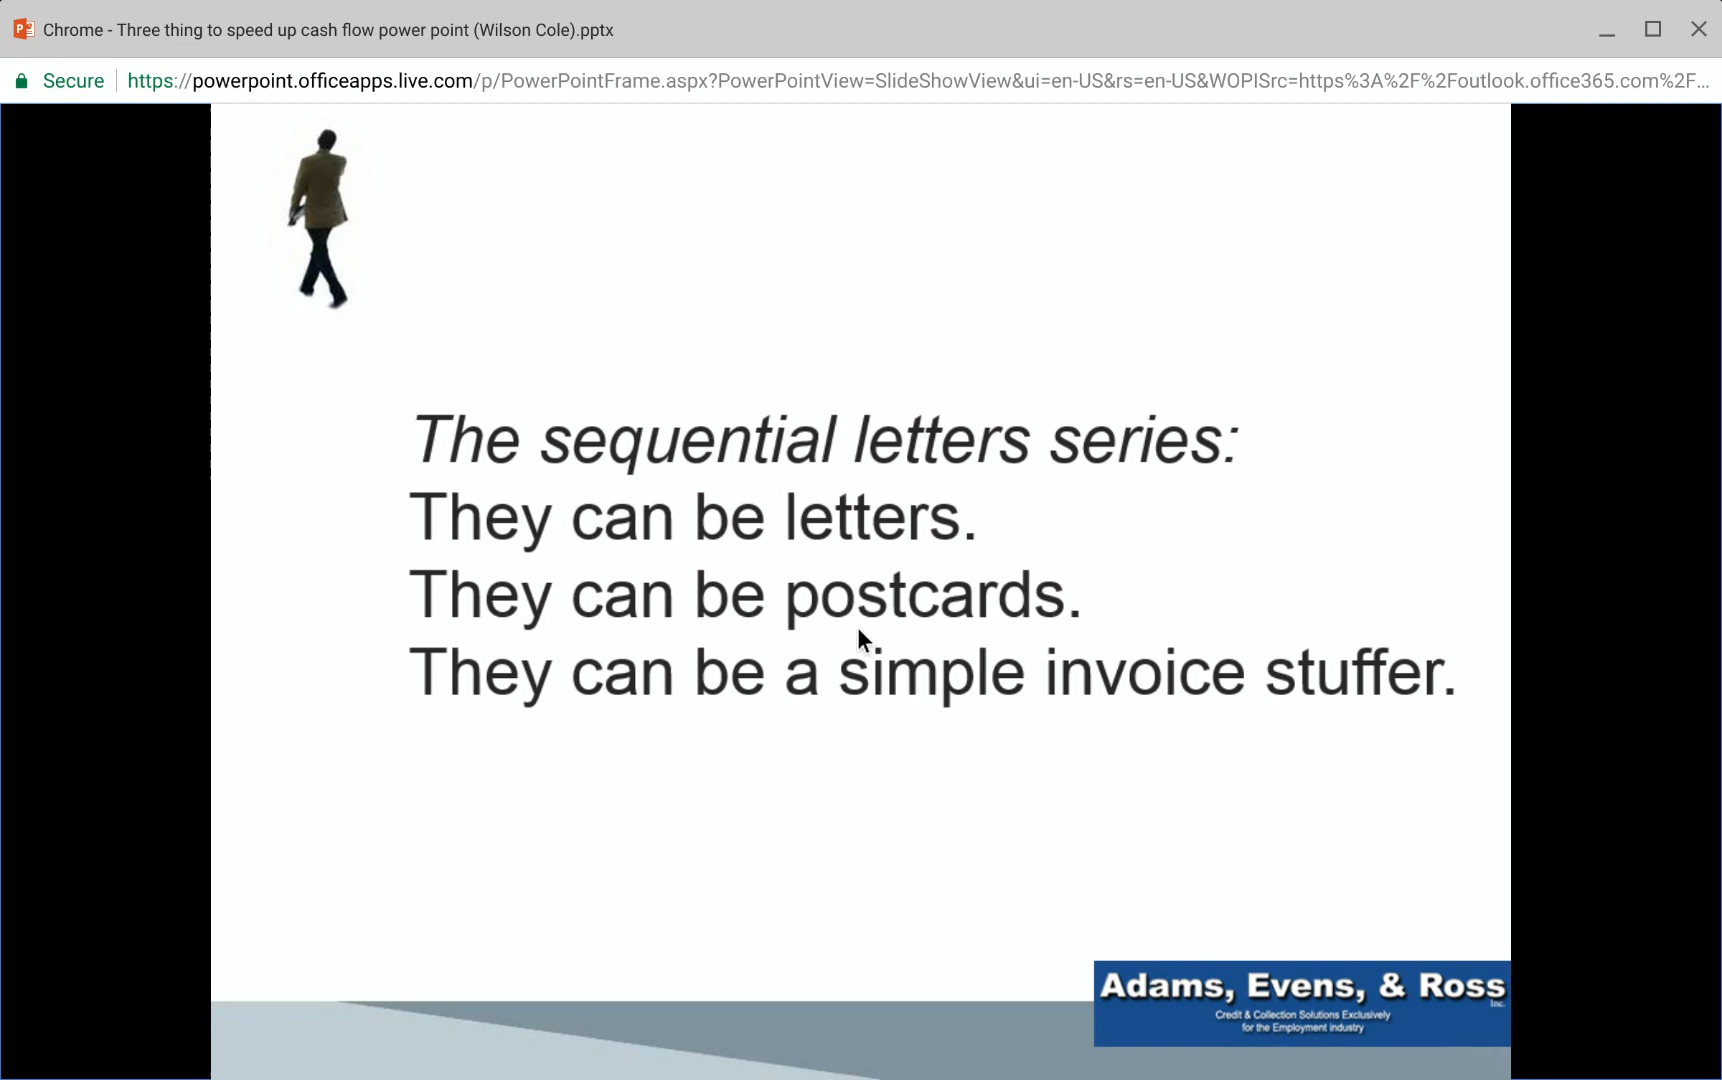 Chrome - Three thing to speed up cash flow power point (Wilson Cole).pptx
Secure https://powerpoint.officeapps.live.com/p/PowerPointFrame.aspx?PowerPointView=SlideShowView&ui=en-US&rs=en-US&WOPISrc=https%3A%2F%2Foutlook.office365.com%2F...
The sequential letters series:
They can be letters.
They can be postcards.
They can be a simple invoice stuffer.
Adams, Evens, & Ross
Inc.
Credit & Collection Solutions Exclusively
for the Employment industry